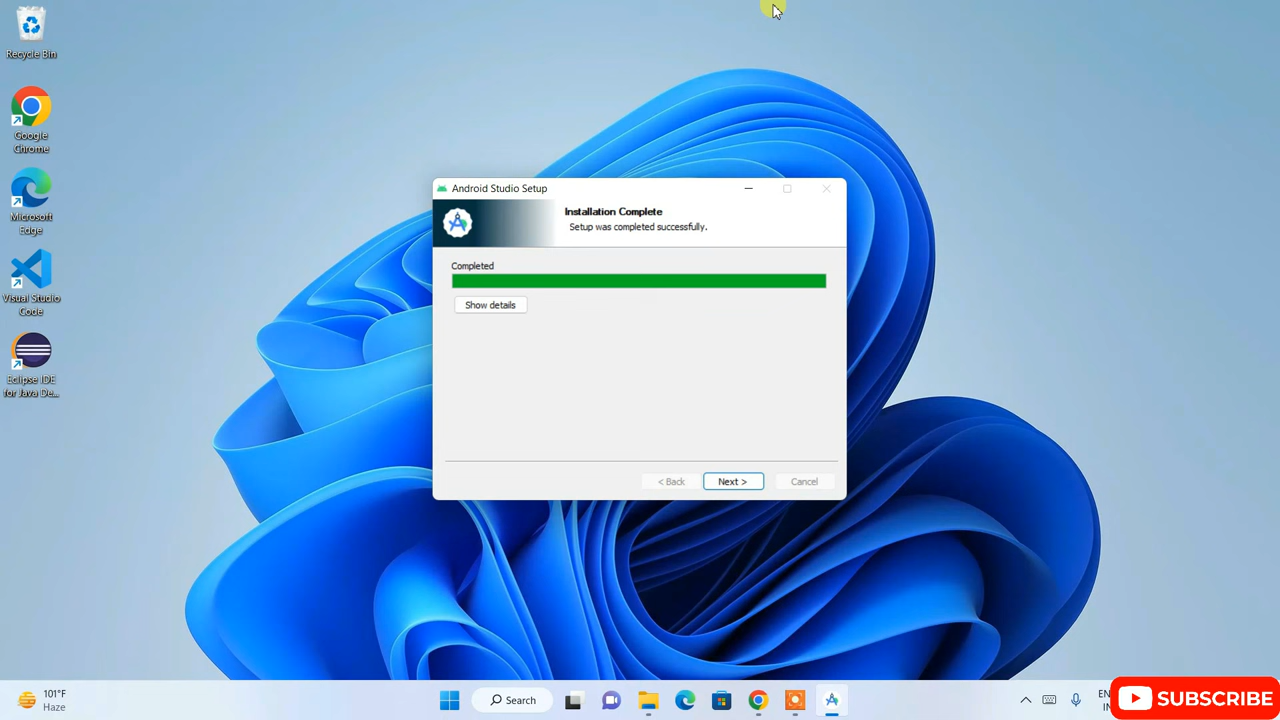 Recycle Bin
Google
Chrome
Microsoft
Edge
Visual Studio
Code
Eclipse IDE
for Java De...
Android Studio Setup
Installation Complete
Setup was completed successfully.
Completed
Show details
< Back
Next >
Cancel
101°F
Haze
Search
SUBSCRIBE